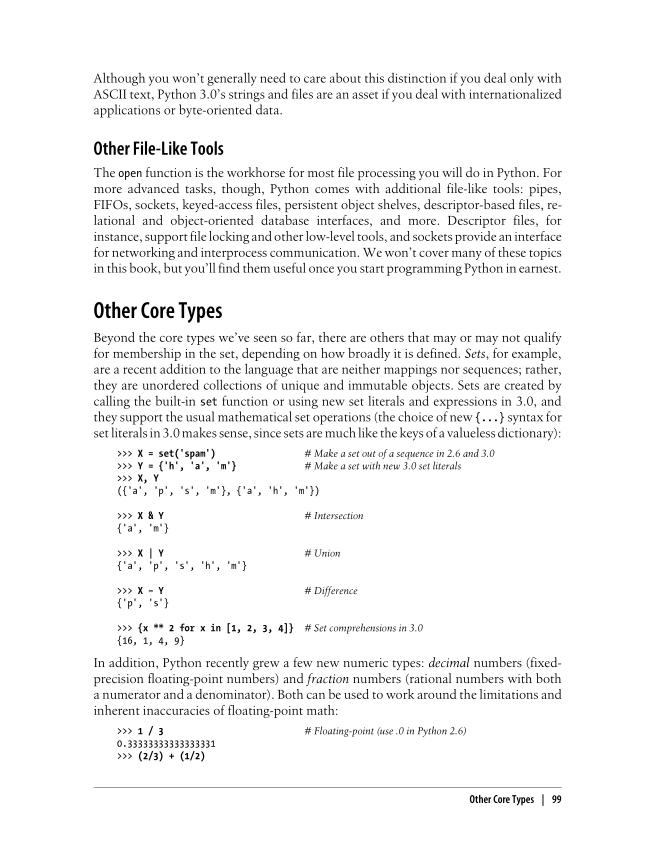 Although you won't generally need to care about this distinction if you deal only with
ASCII text, Python 3.0's strings and files are an asset if you deal with internationalized
applications or byte-oriented data.
Other File-Like Tools
The open function is the workhorse for most file processing you will do in Python. For
more advanced tasks, though, Python comes with additional file-like tools: pipes,
FIFOs, sockets, keyed-access files, persistent object shelves, descriptor-based files, re-
lational and object-oriented database interfaces, and more. Descriptor files, for
instance, support file locking and other low-level tools, and sockets provide an interface
for networking and interprocess communication. We won't cover many of these topics
in this book, but you'll find them useful once you start programming Python in earnest.
Other Core Types
Beyond the core types we've seen so far, there are others that may or may not qualify
for membership in the set, depending on how broadly it is defined. Sets, for example,
are a recent addition to the language that are neither mappings nor sequences; rather,
they are unordered collections of unique and immutable objects. Sets are created by
calling the built-in set function or using new set literals and expressions in 3.0, and
they support the usual mathematical set operations (the choice of new {...} syntax for
set literals in 3.0 makes sense, since sets are much like the keys of a valueless dictionary):
>>> X = set('spam') # Make a set out of a sequence in 2.6 and 3.0
>>> Y = {'h', 'a', 'm'} # Make a set with new 3.0 set literals
>>> X, Y
({'a', 'p', 's', 'm'}, {'a', 'h', 'm'})
>>> X & Y # Intersection
{'a', 'm'}
>>> X | Y # Union
{'a', 'p', 's', 'h', 'm'}
>>> X - Y # Difference
{'p', 's'}
>>> {x ** 2 for x in [1, 2, 3, 4]} # Set comprehensions in 3.0
{16, 1, 4, 9}
In addition, Python recently grew a few new numeric types: decimal numbers (fixed-
precision floating-point numbers) and fraction numbers (rational numbers with both
a numerator and a denominator). Both can be used to work around the limitations and
inherent inaccuracies of floating-point math:
>>> 1 / 3 # Floating-point (use .0 in Python 2.6)
0.33333333333333331
>>> (2/3) + (1/2)
Other Core Types | 99